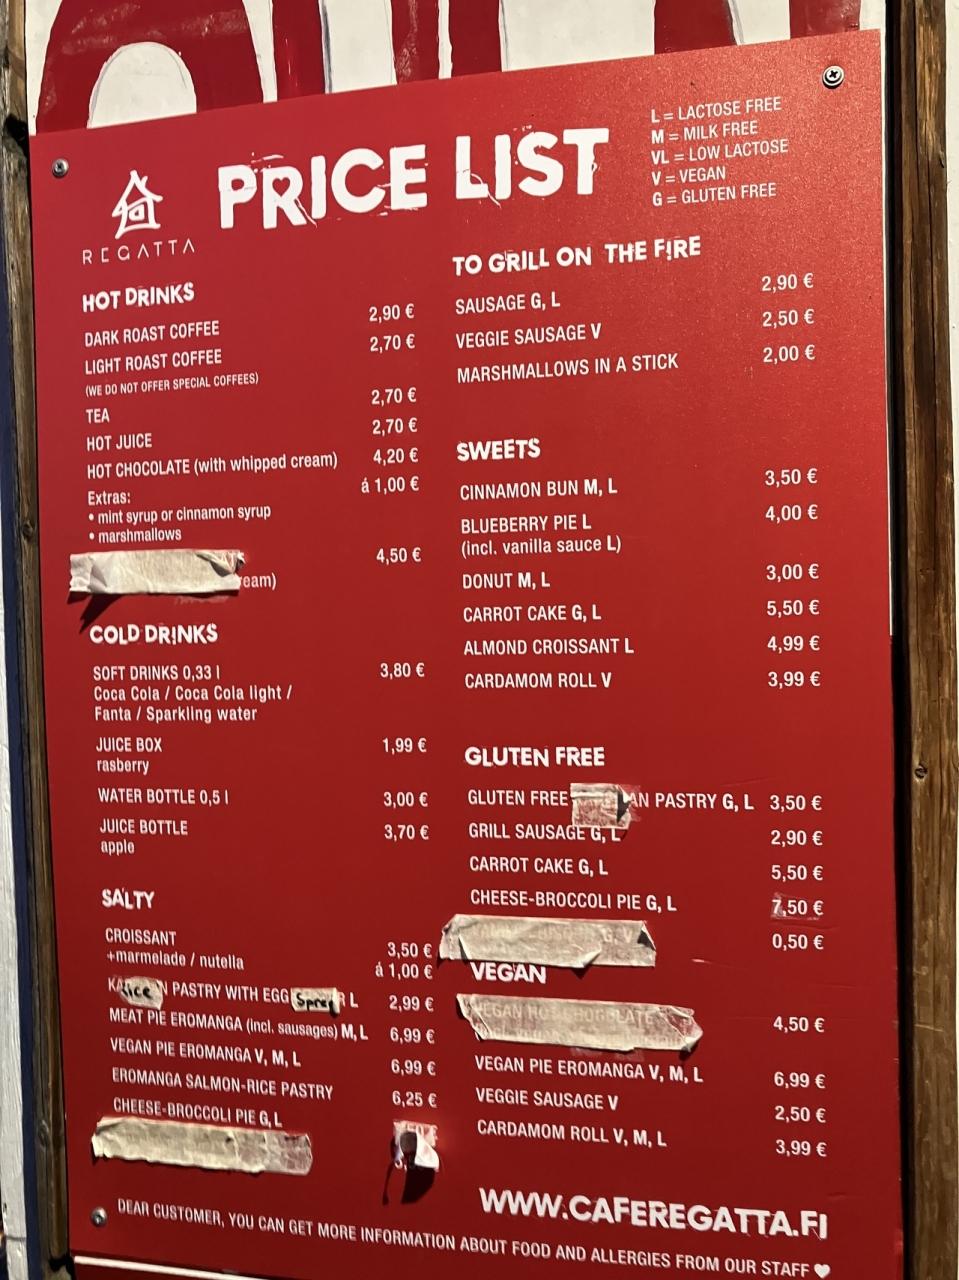 L = LACTOSE FREE
M = MILK FREE
VL = LOW LACTOSE
V = VEGAN
G = GLUTEN FREE
PRICE LIST
REGATTA
HOT DRINKS
DARK ROAST COFFEE 2,90 €
LIGHT ROAST COFFEE 2,70 €
(WE DO NOT OFFER SPECIAL COFFEES)
TEA 2,70 €
HOT JUICE 2,70 €
HOT CHOCOLATE (with whipped cream) 4,20 €
Extras: á 1,00 €
• mint syrup or cinnamon syrup
• marshmallows
4,50 €
COLD DRINKS
SOFT DRINKS 0,33 l 3,80 €
Coca Cola / Coca Cola light /
Fanta / Sparkling water
JUICE BOX 1,99 €
rasberry
WATER BOTTLE 0,5 l 3,00 €
JUICE BOTTLE 3,70 €
apple
SALTY
CROISSANT 3,50 €
+marmelade / nutella á 1,00 €
Rice PASTRY WITH EGG L 2,99 €
MEAT PIE EROMANGA (incl. sausages) M, L 6,99 €
VEGAN PIE EROMANGA V, M, L 6,99 €
EROMANGA SALMON-RICE PASTRY 6,25 €
CHEESE-BROCCOLI PIE G, L
TO GRILL ON THE FIRE
SAUSAGE G, L 2,90 €
VEGGIE SAUSAGE V 2,50 €
MARSHMALLOWS IN A STICK 2,00 €
SWEETS
CINNAMON BUN M, L 3,50 €
BLUEBERRY PIE L 4,00 €
(incl. vanilla sauce L)
DONUT M, L 3,00 €
CARROT CAKE G, L 5,50 €
ALMOND CROISSANT L 4,99 €
CARDAMOM ROLL V 3,99 €
GLUTEN FREE
GLUTEN FREE PASTRY G, L 3,50 €
GRILL SAUSAGE G, L 2,90 €
CARROT CAKE G, L 5,50 €
CHEESE-BROCCOLI PIE G, L 7,50 €
0,50 €
VEGAN
VEGAN HOT CHOCOLATE 4,50 €
VEGAN PIE EROMANGA V, M, L 6,99 €
VEGGIE SAUSAGE V 2,50 €
CARDAMOM ROLL V, M, L 3,99 €
WWW.CAFEREGATTA.FI
DEAR CUSTOMER, YOU CAN GET MORE INFORMATION ABOUT FOOD AND ALLERGIES FROM OUR STAFF ♥